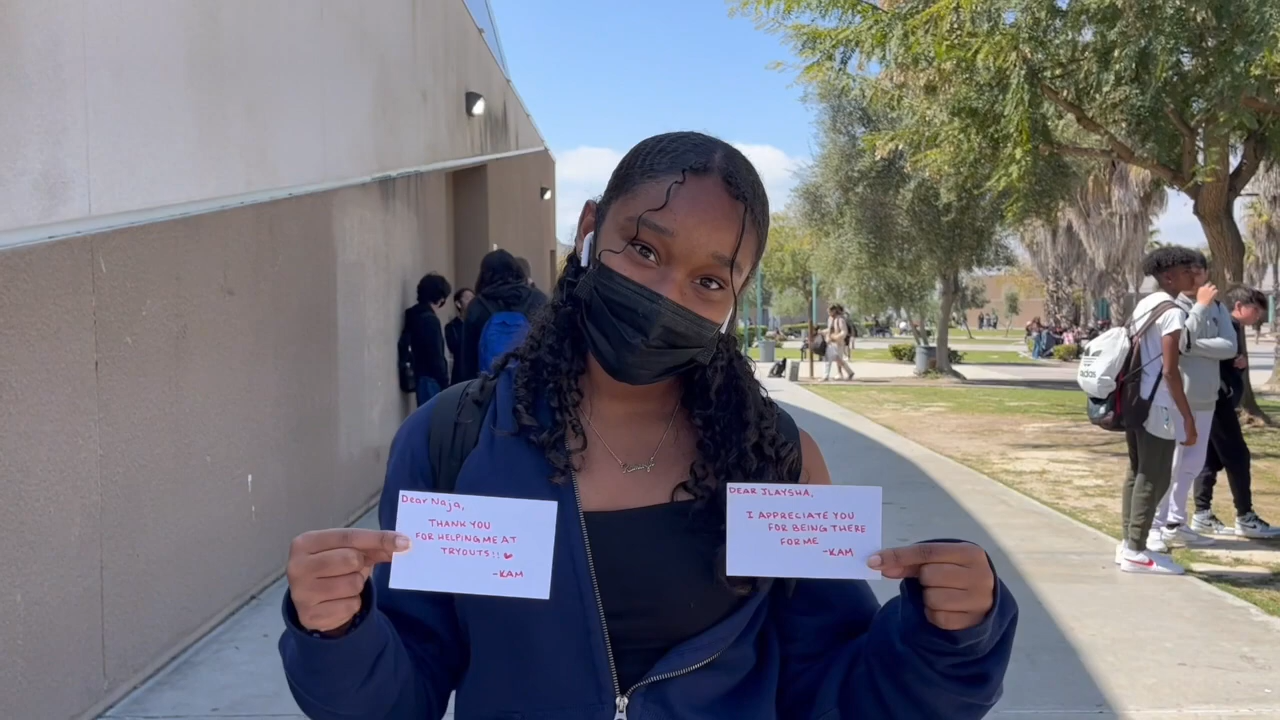 Dear Naja,
THANK YOU
FOR HELPING ME AT
TRYOUTS!! ♥
-KAM
DEAR JLAYSHA,
I APPRECIATE YOU
FOR BEING THERE
FOR ME
-KAM
adidas